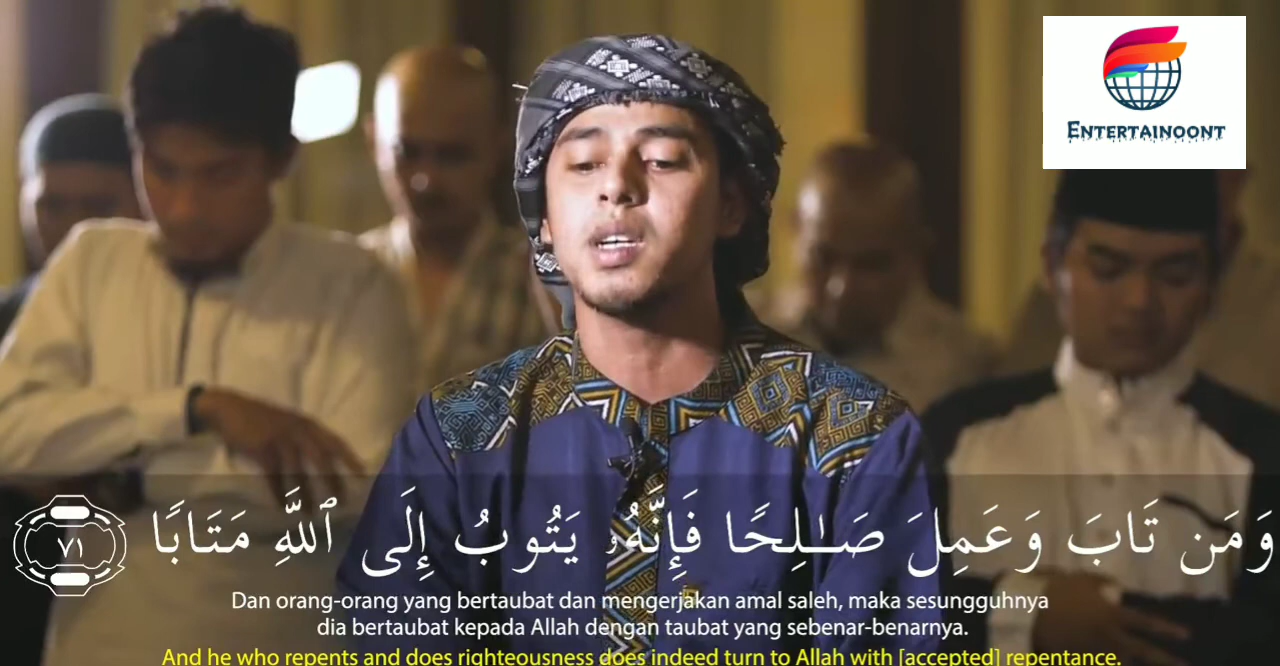 ENTERTAINOONT
وَمَن تَابَ وَعَمِلَ صَـٰلِحًا فَإِنَّهُۥ يَتُوبُ إِلَى ٱللَّهِ مَتَابًا ٧١
Dan orang-orang yang bertaubat dan mengerjakan amal saleh, maka sesungguhnya
dia bertaubat kepada Allah dengan taubat yang sebenar-benarnya.
And he who repents and does righteousness does indeed turn to Allah with [accepted] repentance.